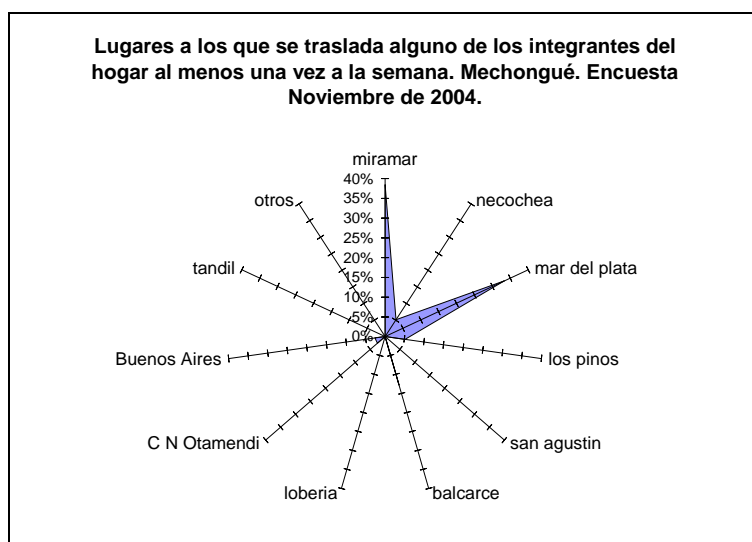 Lugares a los que se traslada alguno de los integrantes del
hogar al menos una vez a la semana. Mechongué. Encuesta
Noviembre de 2004.
miramar
40%
35%
30%
25%
20%
15%
10%
5%
0%
otros
necochea
tandil
mar del plata
Buenos Aires
los pinos
C N Otamendi
san agustin
loberia
balcarce